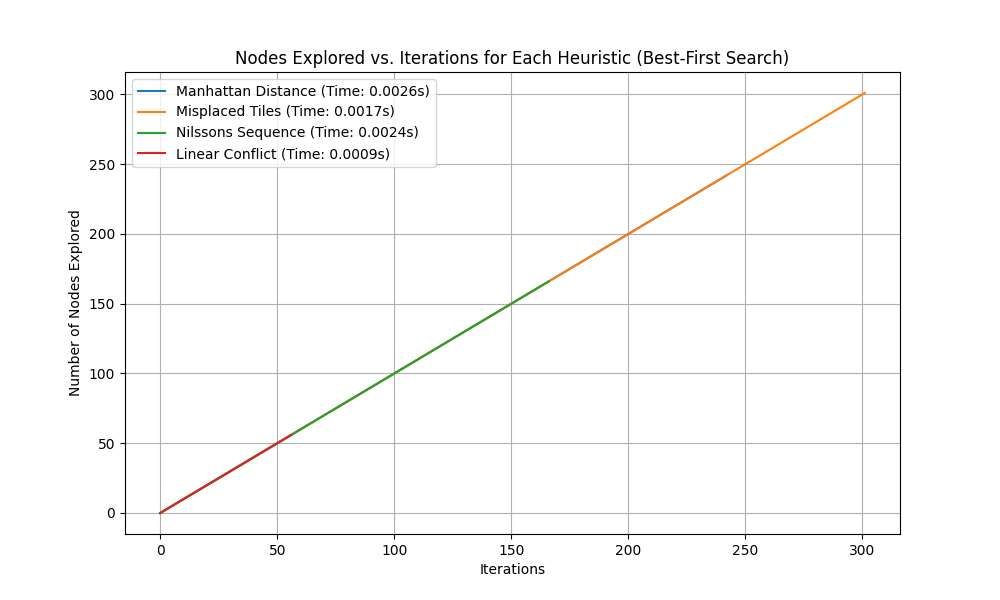 Nodes Explored vs. Iterations for Each Heuristic (Best-First Search)
Manhattan Distance (Time: 0.0026s)
Misplaced Tiles (Time: 0.0017s)
Nilssons Sequence (Time: 0.0024s)
Linear Conflict (Time: 0.0009s)
Number of Nodes Explored
300
250
200
150
100
50
0
0 50 100 150 200 250 300
Iterations